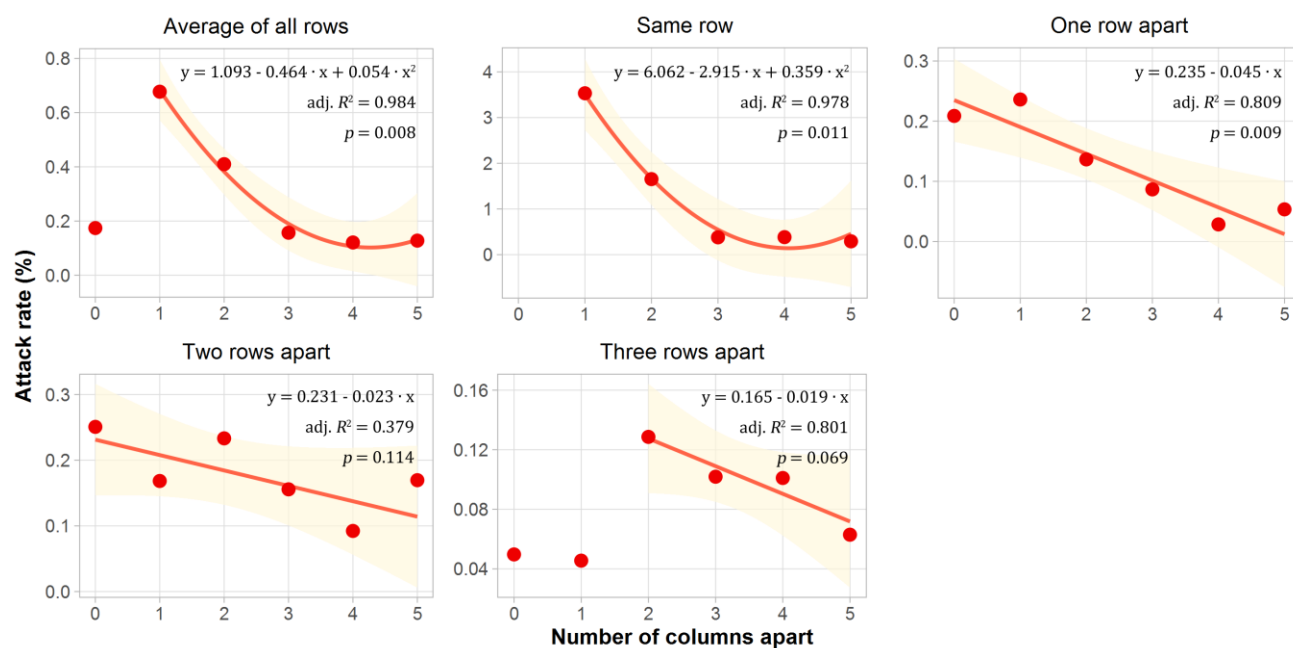 Average of all rows
y = 1.093 - 0.464 · x + 0.054 · x²
adj. R² = 0.984
p = 0.008
0.8
0.6
0.4
0.2
0.0
0 1 2 3 4 5
Same row
y = 6.062 - 2.915 · x + 0.359 · x²
adj. R² = 0.978
p = 0.011
4
3
2
1
0
0 1 2 3 4 5
One row apart
y = 0.235 - 0.045 · x
adj. R² = 0.809
p = 0.009
0.3
0.2
0.1
0.0
0 1 2 3 4 5
Attack rate (%)
Two rows apart
y = 0.231 - 0.023 · x
adj. R² = 0.379
p = 0.114
0.3
0.2
0.1
0.0
0 1 2 3 4 5
Three rows apart
y = 0.165 - 0.019 · x
adj. R² = 0.801
p = 0.069
0.16
0.12
0.08
0.04
0 1 2 3 4 5
Number of columns apart